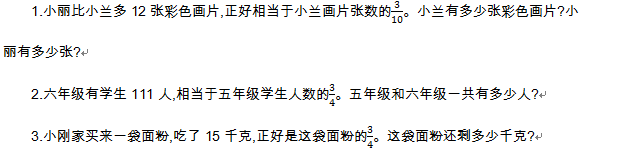 1.小丽比小兰多 12 张彩色画片,正好相当于小兰画片张数的3/10。小兰有多少张彩色画片?小
丽有多少张?↵
2.六年级有学生 111 人,相当于五年级学生人数的3/4。五年级和六年级一共有多少人?↵
3.小刚家买来一袋面粉,吃了 15 千克,正好是这袋面粉的3/4。这袋面粉还剩多少千克?↵